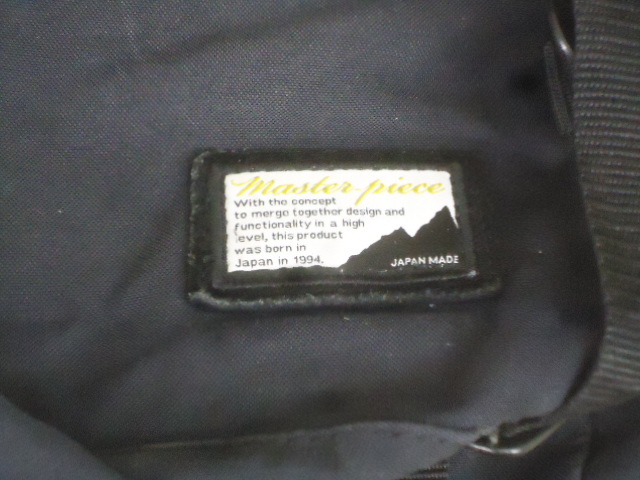 Master-piece
With the concept
to merge together design and
functionality in a high
level, this product
was born in
Japan in 1994.
JAPAN MADE